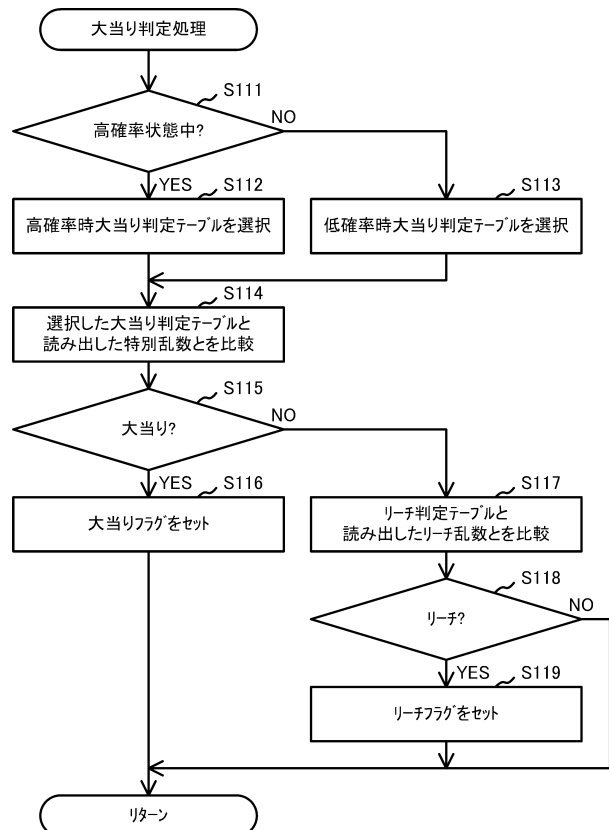 大当り判定処理
S111
高確率状態中?
NO
YES
S112
S113
高確率時大当り判定テーブルを選択
低確率時大当り判定テーブルを選択
S114
選択した大当り判定テーブルと
読み出した特別乱数とを比較
S115
大当り?
NO
YES
S116
S117
大当りフラグをセット
リーチ判定テーブルと
読み出したリーチ乱数とを比較
S118
リーチ?
NO
YES
S119
リーチフラグをセット
リターン